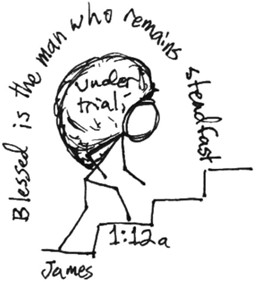 Blessed is the man who remains steadfast
under
trial,
1:12a
James